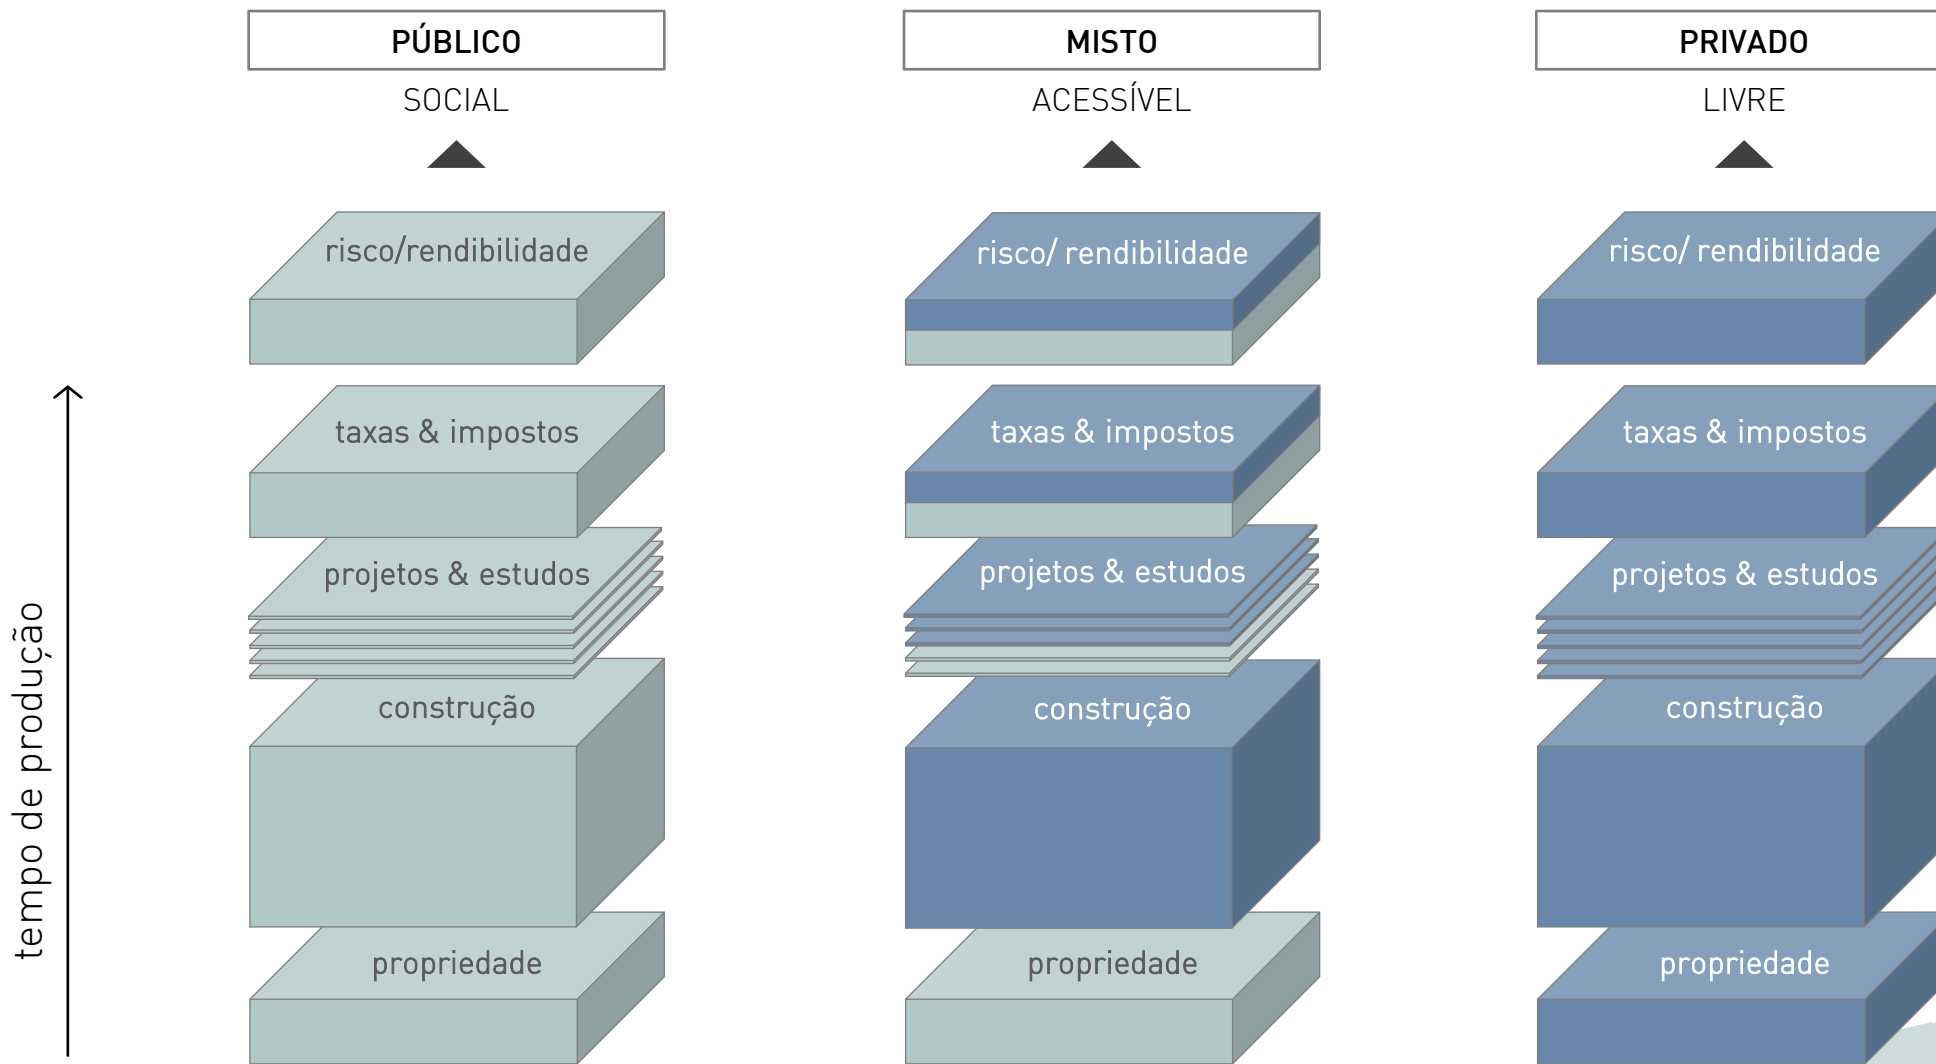 PÚBLICO
SOCIAL
risco/rendibilidade
taxas & impostos
projetos & estudos
construção
propriedade
MISTO
ACESSÍVEL
risco/ rendibilidade
taxas & impostos
projetos & estudos
construção
propriedade
PRIVADO
LIVRE
risco/ rendibilidade
taxas & impostos
projetos & estudos
construção
propriedade
tempo de produção